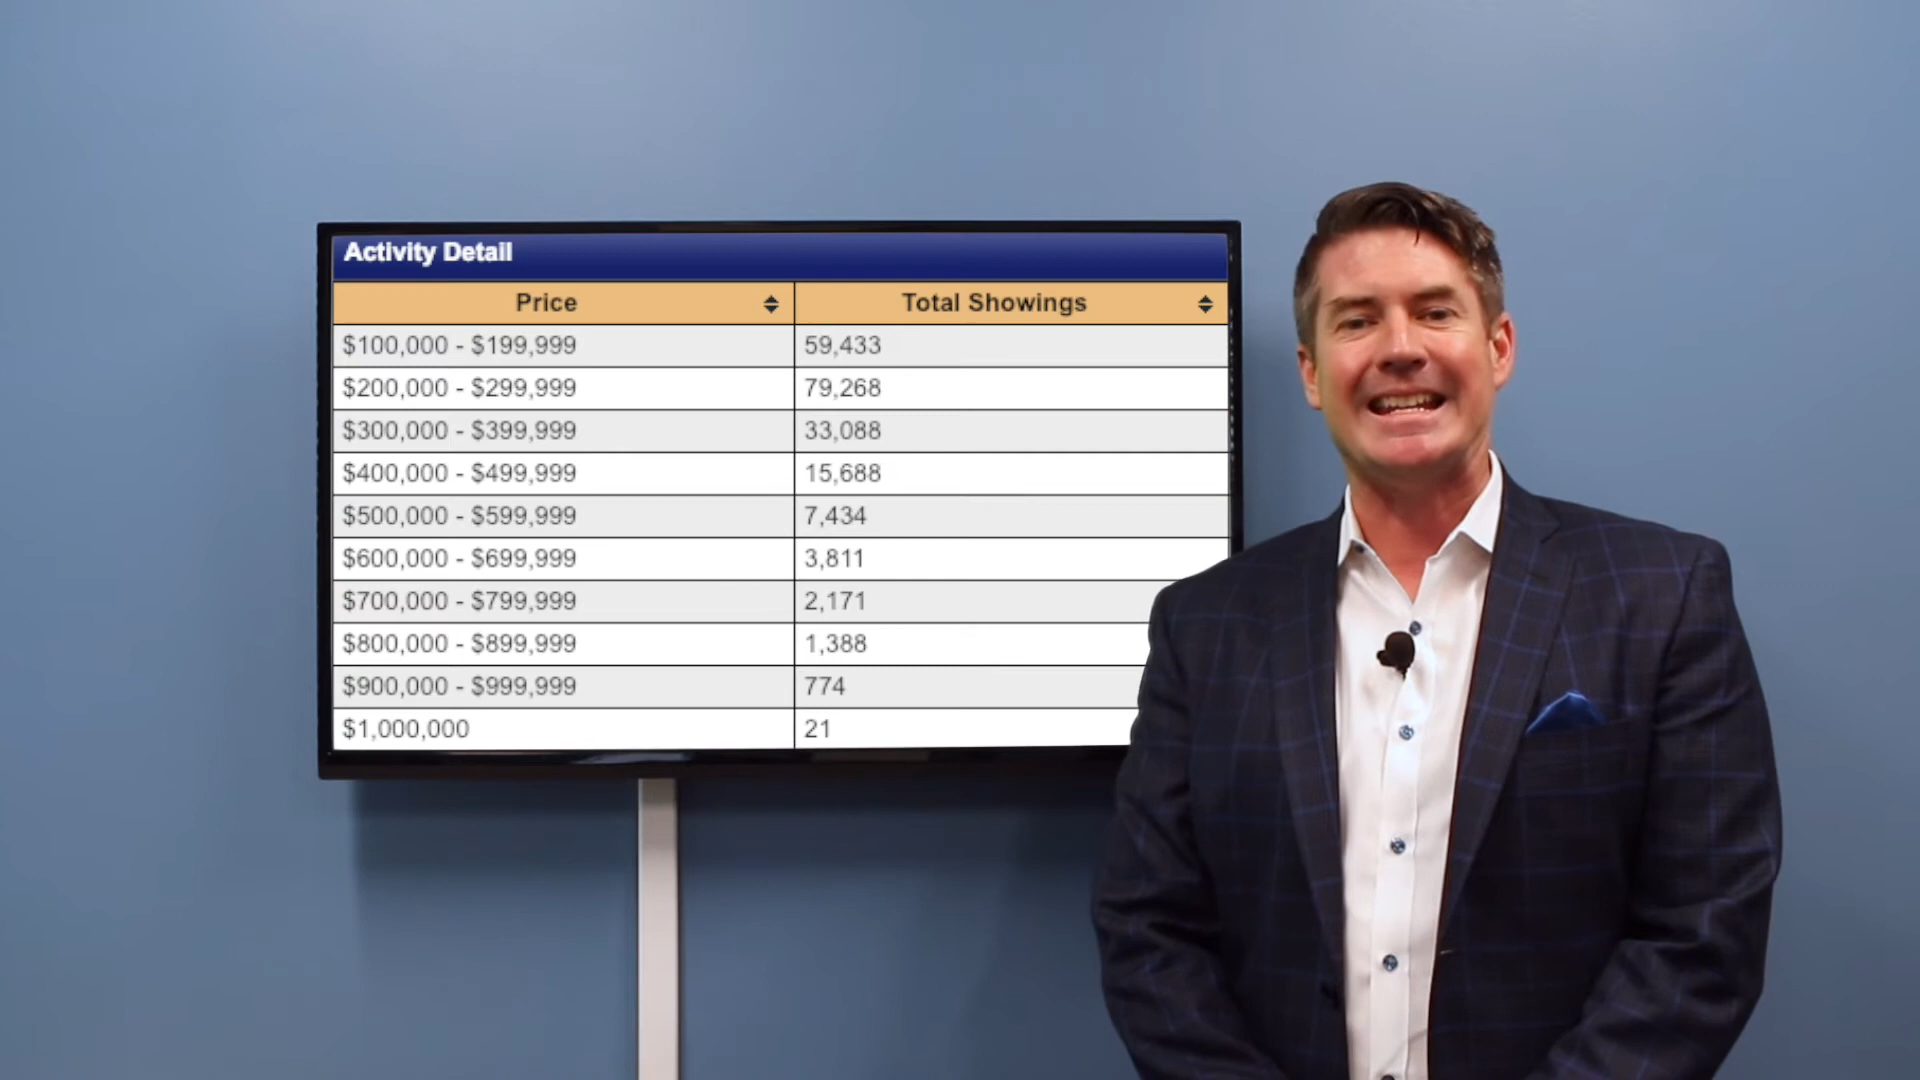 Activity Detail
Price Total Showings
$100,000 - $199,999 59,433
$200,000 - $299,999 79,268
$300,000 - $399,999 33,088
$400,000 - $499,999 15,688
$500,000 - $599,999 7,434
$600,000 - $699,999 3,811
$700,000 - $799,999 2,171
$800,000 - $899,999 1,388
$900,000 - $999,999 774
$1,000,000 21